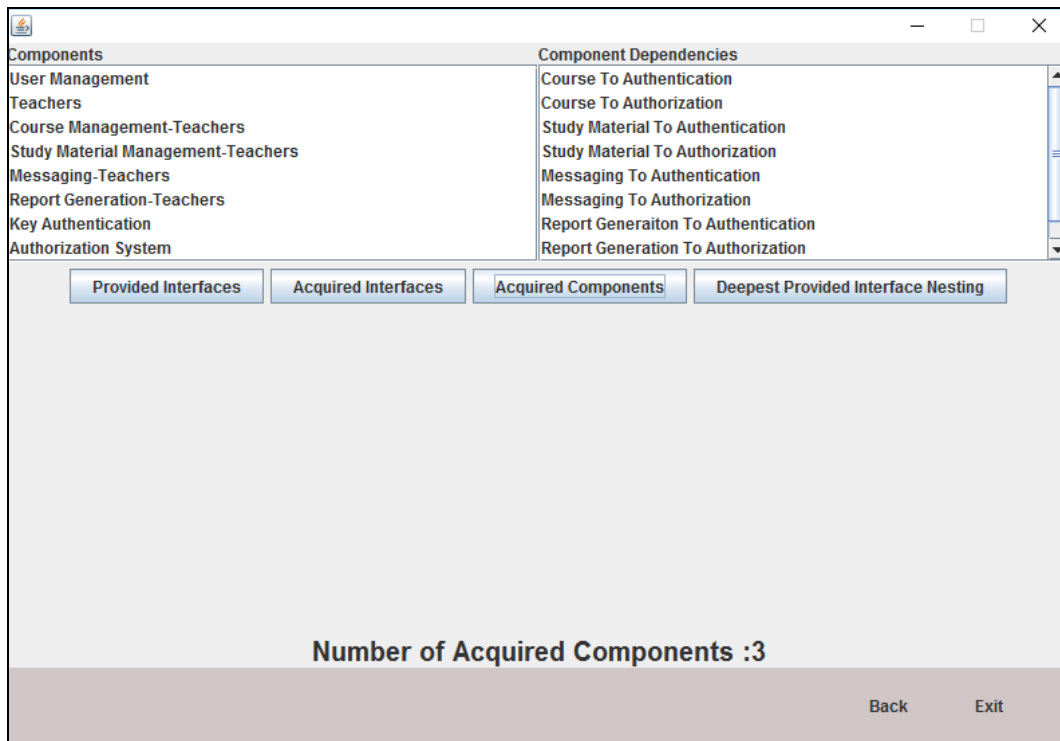 Components
User Management
Teachers
Course Management-Teachers
Study Material Management-Teachers
Messaging-Teachers
Report Generation-Teachers
Key Authentication
Authorization System
Component Dependencies
Course To Authentication
Course To Authorization
Study Material To Authentication
Study Material To Authorization
Messaging To Authentication
Messaging To Authorization
Report Generaiton To Authentication
Report Generation To Authorization
Provided Interfaces
Acquired Interfaces
Acquired Components
Deepest Provided Interface Nesting
Number of Acquired Components :3
Back
Exit